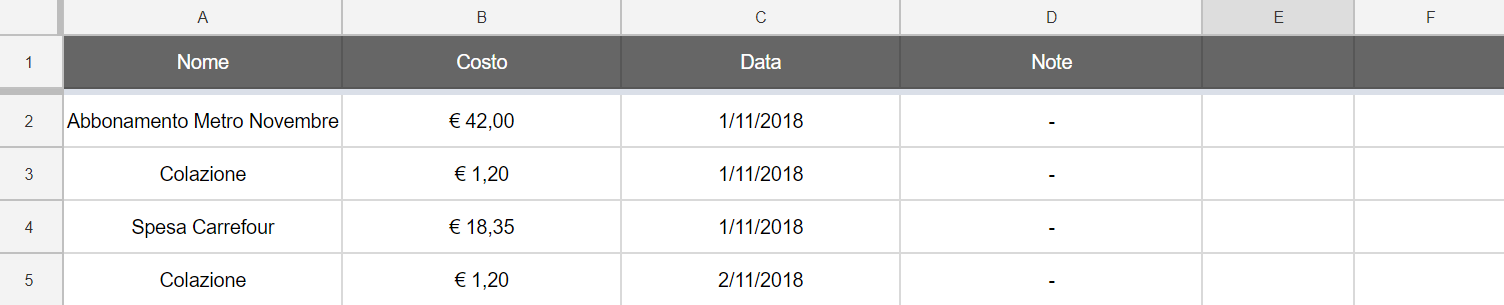 A B C D E F
1 Nome Costo Data Note
2 Abbonamento Metro Novembre € 42,00 1/11/2018 -
3 Colazione € 1,20 1/11/2018 -
4 Spesa Carrefour € 18,35 1/11/2018 -
5 Colazione € 1,20 2/11/2018 -